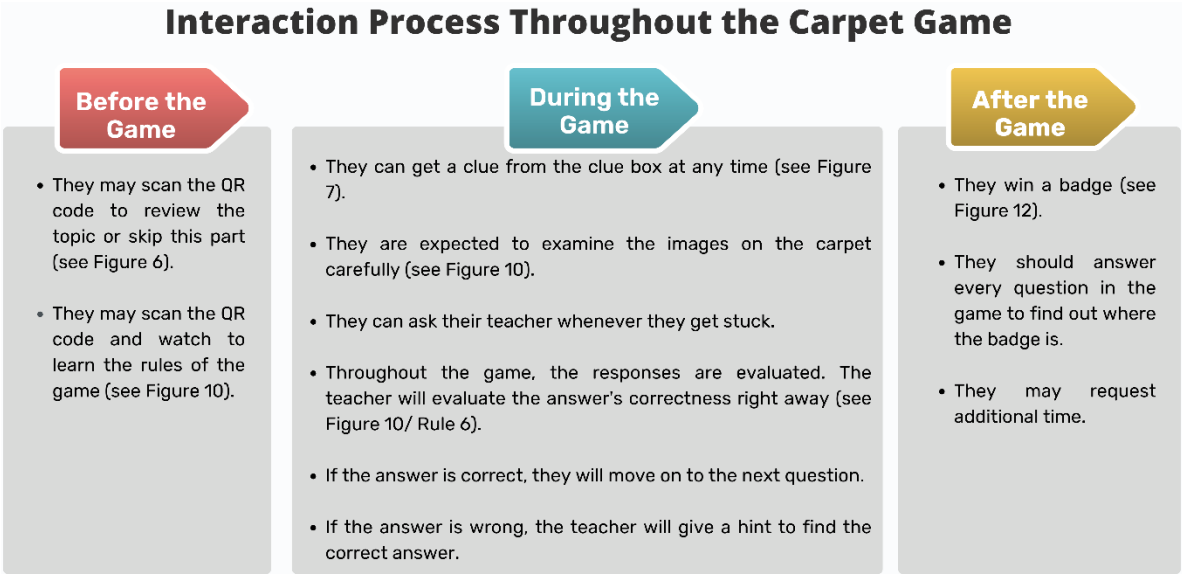 Interaction Process Throughout the Carpet Game
Before the
Game
• They may scan the QR
code to review the
topic or skip this part
(see Figure 6).
• They may scan the QR
code and watch to
learn the rules of the
game (see Figure 10).
During the
Game
• They can get a clue from the clue box at any time (see Figure
7).
• They are expected to examine the images on the carpet
carefully (see Figure 10).
• They can ask their teacher whenever they get stuck.
• Throughout the game, the responses are evaluated. The
teacher will evaluate the answer's correctness right away (see
Figure 10/ Rule 6).
• If the answer is correct, they will move on to the next question.
• If the answer is wrong, the teacher will give a hint to find the
correct answer.
After the
Game
• They win a badge (see
Figure 12).
• They should answer
every question in the
game to find out where
the badge is.
• They may request
additional time.